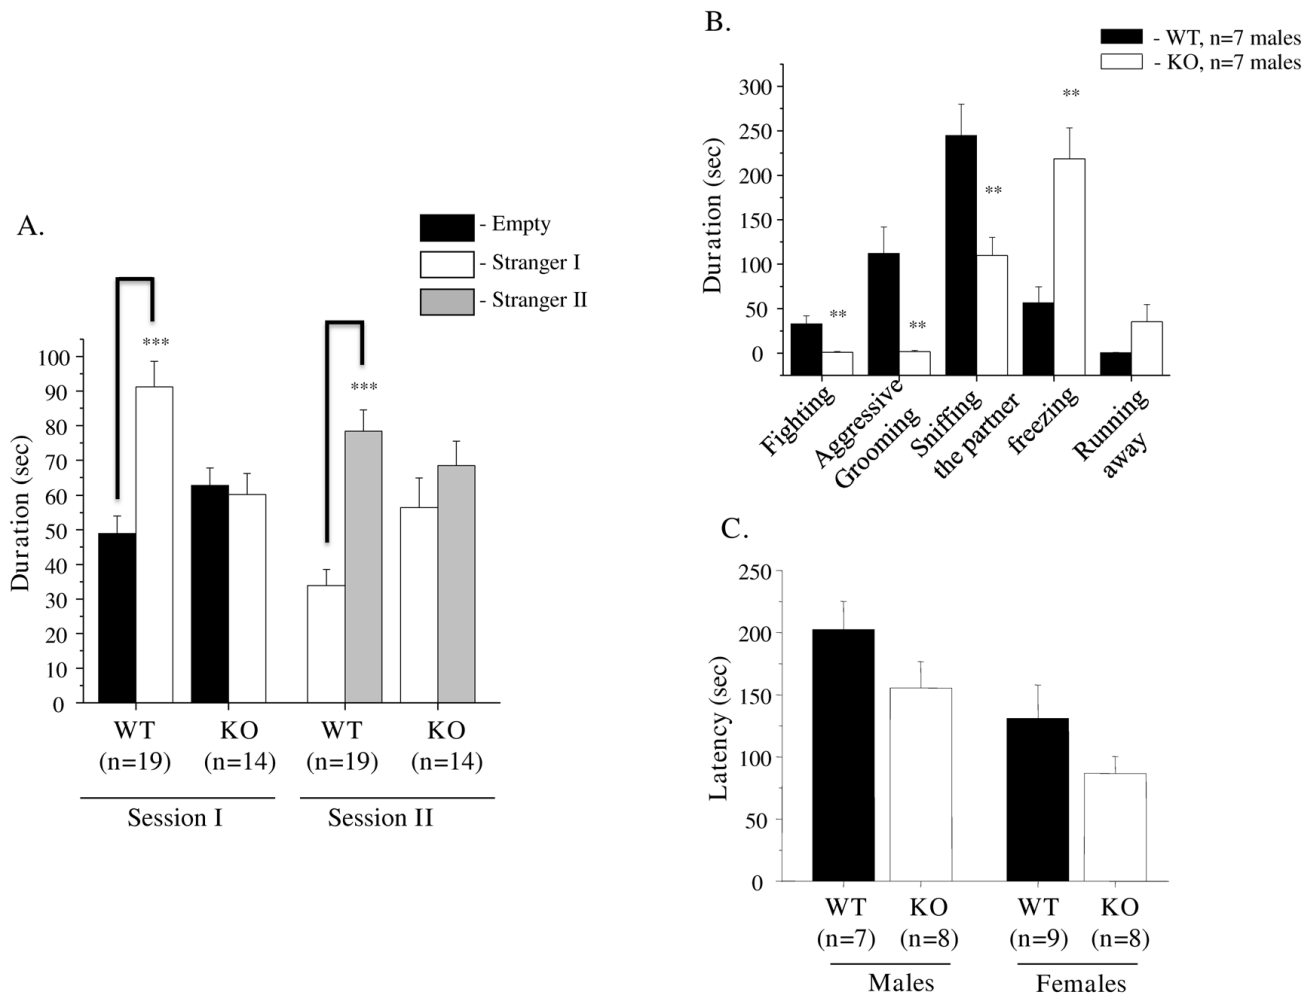 A.
- Empty
- Stranger I
- Stranger II
***
***
Duration (sec)
100
90
80
70
60
50
40
30
20
10
0
WT
KO
WT
KO
(n=19)
(n=14)
(n=19)
(n=14)
Session I
Session II
B.
- WT, n=7 males
- KO, n=7 males
Duration (sec)
300
250
200
150
100
50
0
**
**
**
**
Fighting
Aggressive
Grooming
Sniffing
the partner
freezing
Running
away
C.
Latency (sec)
250
200
150
100
50
0
WT
KO
WT
KO
(n=7)
(n=8)
(n=9)
(n=8)
Males
Females